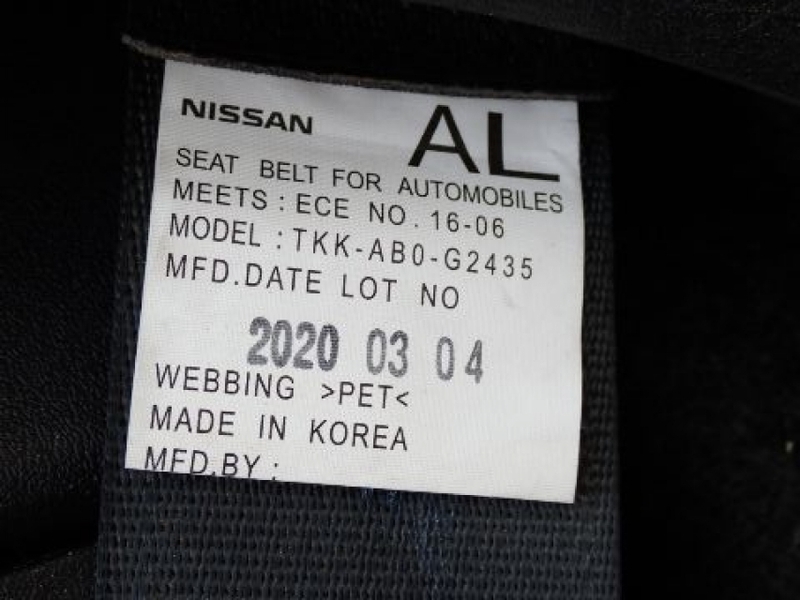 NISSAN AL
SEAT BELT FOR AUTOMOBILES
MEETS : ECE NO. 16-06
MODEL : TKK-AB0-G2435
MFD.DATE LOT NO
2020 03 04
WEBBING >PET<
MADE IN KOREA
MFD.BY :